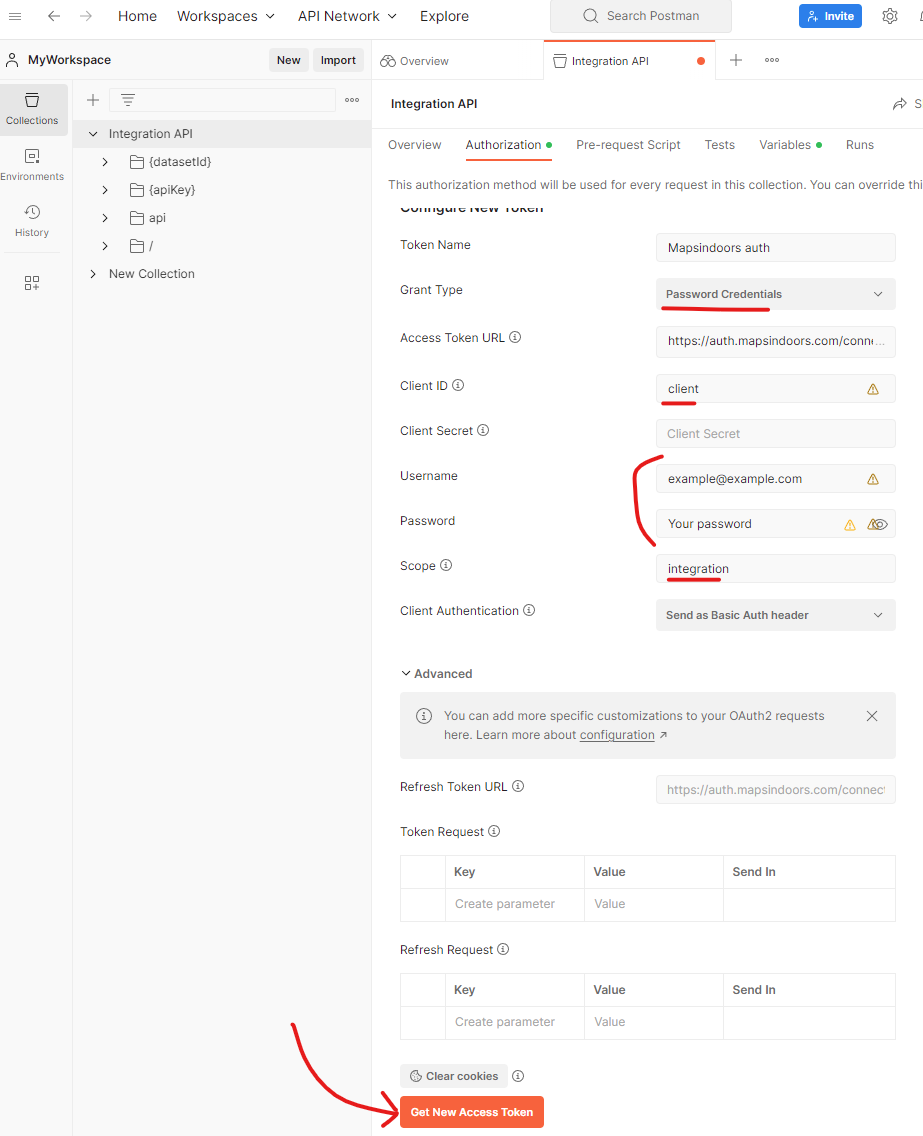 Home Workspaces API Network Explore Search Postman Invite
MyWorkspace New Import Overview Integration API
Collections
Environments
History
Integration API
{datasetId}
{apiKey}
api
/
New Collection
Integration API S
Overview Authorization Pre-request Script Tests Variables Runs
This authorization method will be used for every request in this collection. You can override thi
Configure New Token
Token Name Mapsindoors auth
Grant Type Password Credentials
Access Token URL https://auth.mapsindoors.com/conne...
Client ID client
Client Secret Client Secret
Username example@example.com
Password Your password
Scope integration
Client Authentication Send as Basic Auth header
Advanced
You can add more specific customizations to your OAuth2 requests
here. Learn more about configuration ↗
Refresh Token URL https://auth.mapsindoors.com/connect
Token Request
Key Value Send In
Create parameter Value
Refresh Request
Key Value Send In
Create parameter Value
Clear cookies
Get New Access Token